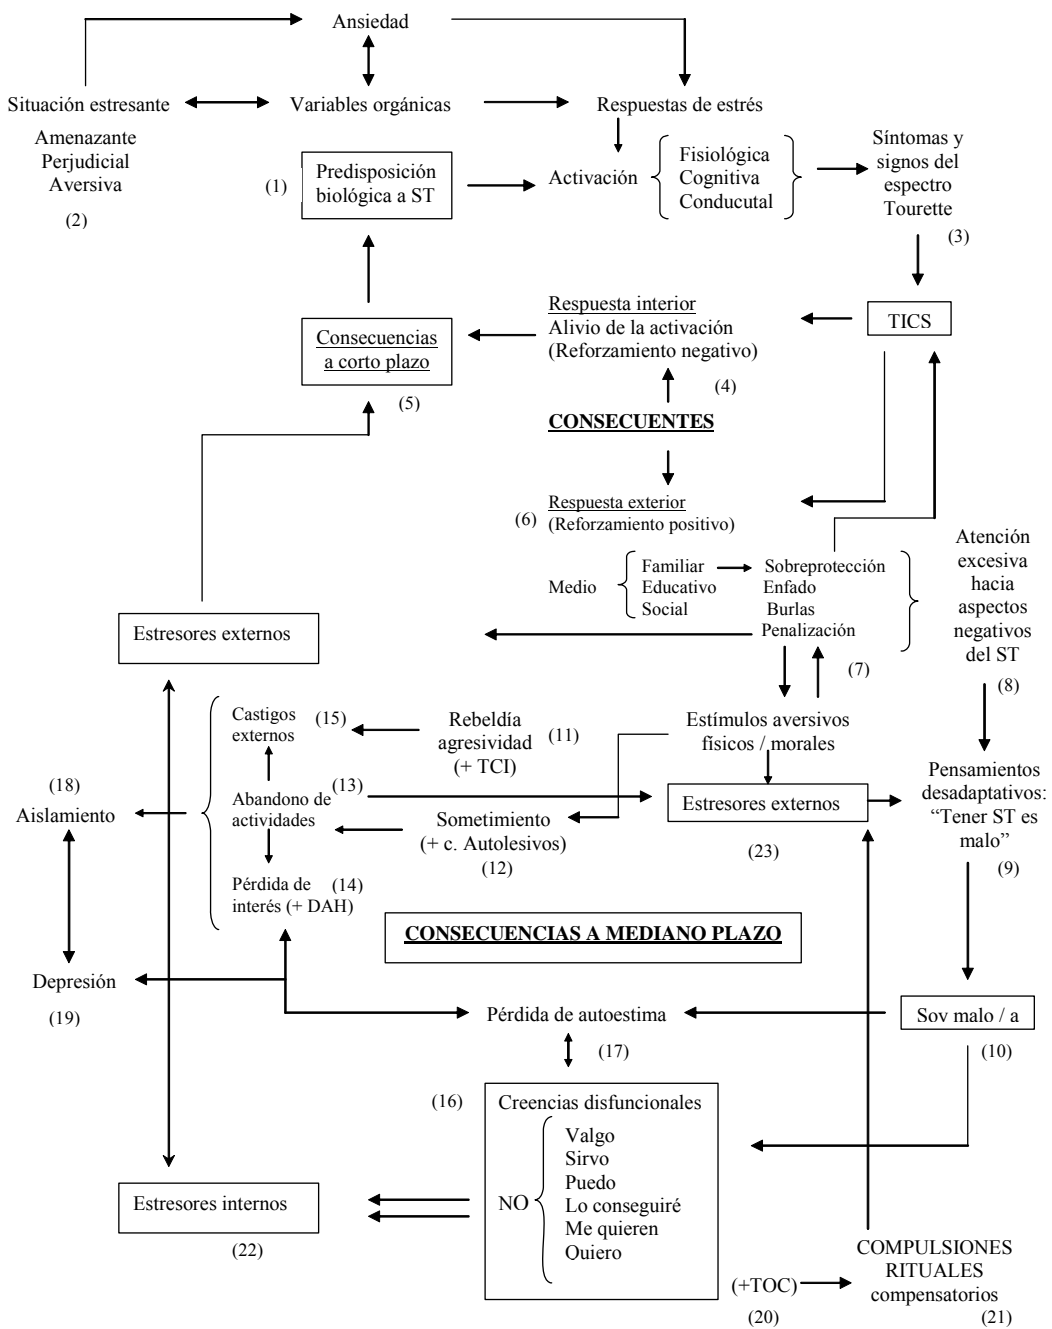 Ansiedad
Situación estresante
Variables orgánicas
Respuestas de estrés
Amenazante
Perjudicial
Aversiva
(2)
(1)
Predisposición
biológica a ST
Activación
Fisiológica
Cognitiva
Conducutal
Síntomas y
signos del
espectro
Tourette
(3)
Consecuencias
a corto plazo
(5)
Respuesta interior
Alivio de la activación
(Reforzamiento negativo)
(4)
TICS
CONSECUENTES
(6)
Respuesta exterior
(Reforzamiento positivo)
Medio
Familiar
Educativo
Social
Sobreprotección
Enfado
Burlas
Penalización
(7)
Atención
excesiva
hacia
aspectos
negativos
del ST
(8)
Estresores externos
Castigos
externos
(15)
Rebeldía
agresividad
(+ TCI)
(11)
Estímulos aversivos
físicos / morales
(18)
Aislamiento
Abandono de
actividades
(13)
Sometimiento
(+ c. Autolesivos)
(12)
Estresores externos
(23)
Pensamientos
desadaptativos:
“Tener ST es
malo”
(9)
Pérdida de
interés (+ DAH)
(14)
CONSECUENCIAS A MEDIANO PLAZO
Depresión
(19)
Pérdida de autoestima
(17)
Sov malo / a
(10)
(16)
Creencias disfuncionales
NO
Valgo
Sirvo
Puedo
Lo conseguiré
Me quieren
Quiero
Estresores internos
(22)
(+TOC)
(20)
COMPULSIONES
RITUALES
compensatorios
(21)